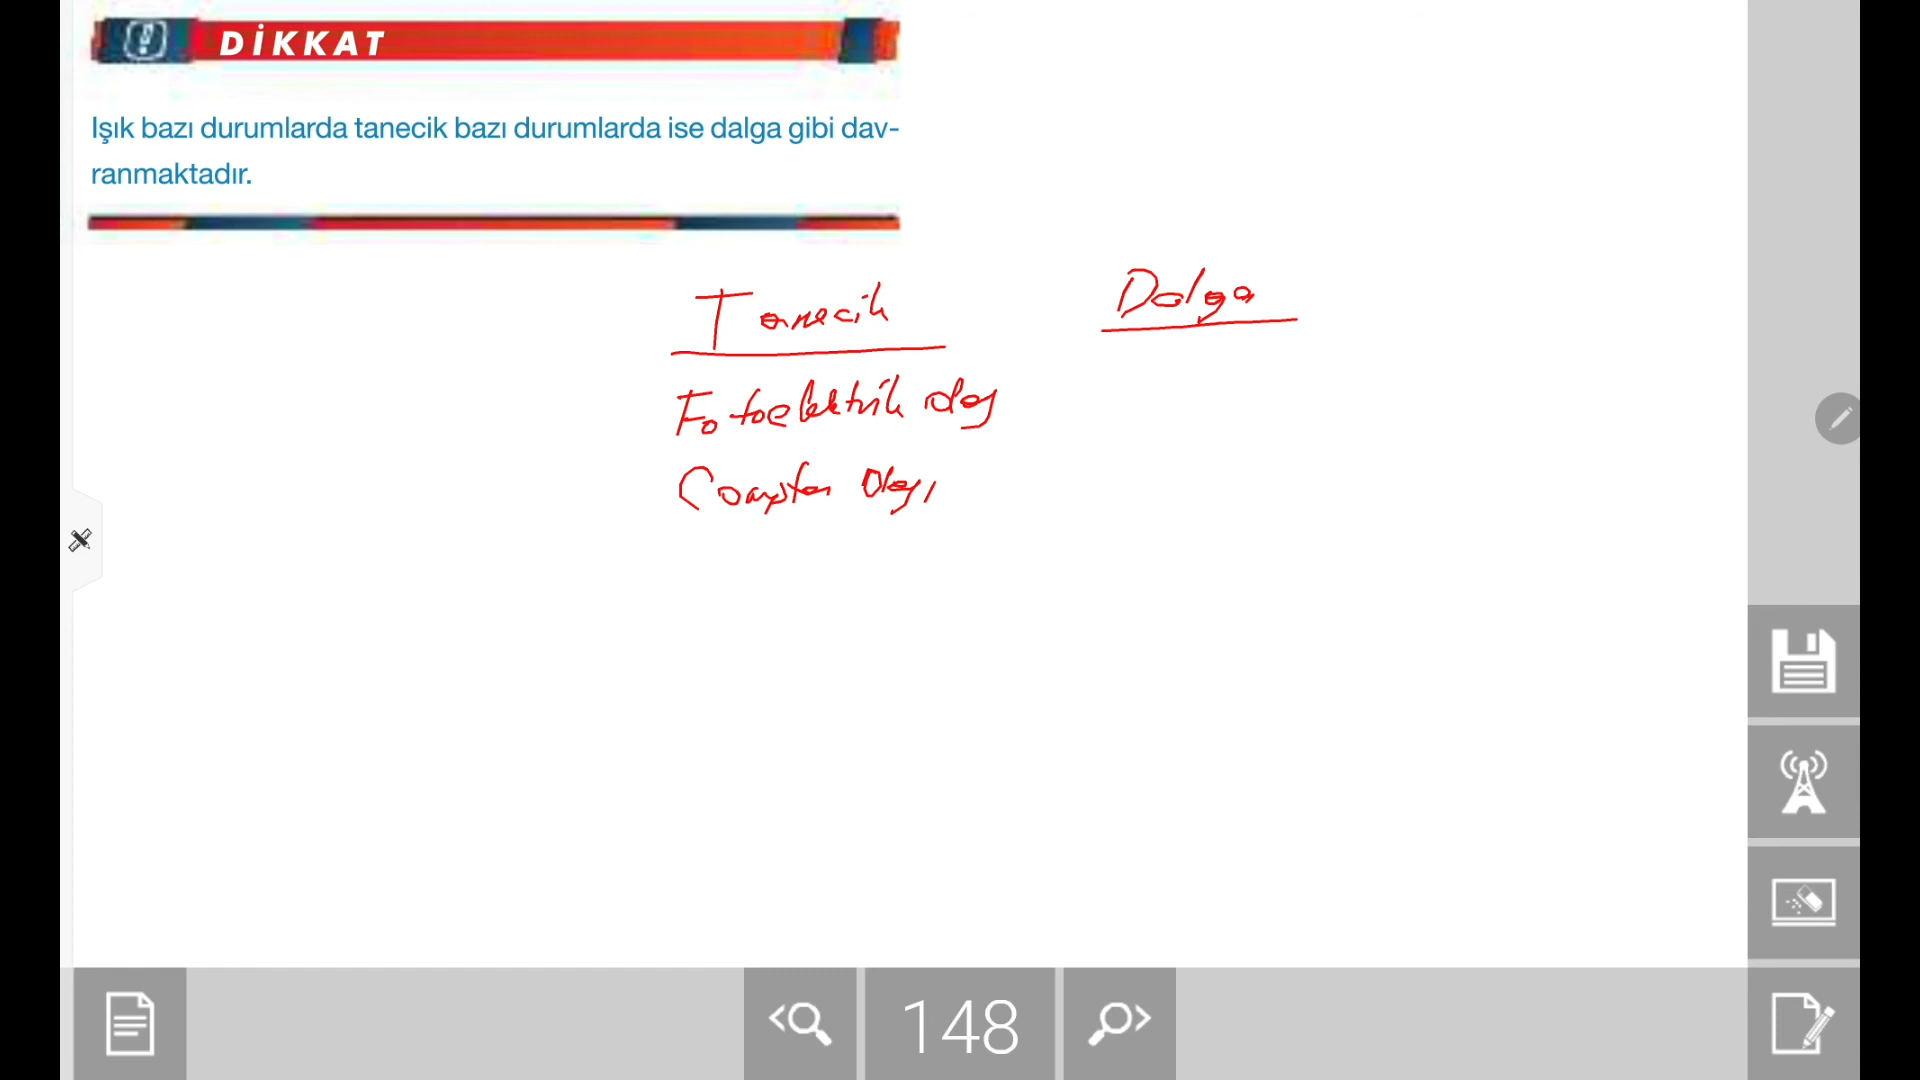 DİKKAT
Işık bazı durumlarda tanecik bazı durumlarda ise dalga gibi dav-
ranmaktadır.
Tanecik
Dalga
Fotoelektrik olay
Compton Olayı
148